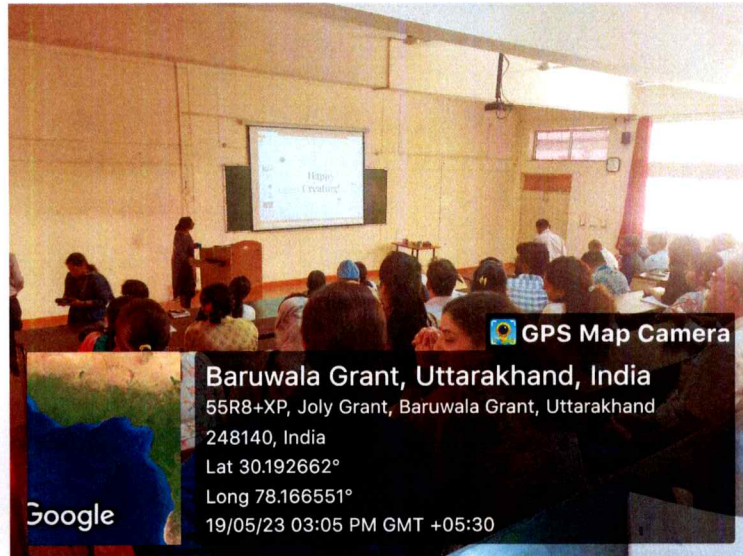 Happy
Creating!
GPS Map Camera
Baruwala Grant, Uttarakhand, India
55R8+XP, Joly Grant, Baruwala Grant, Uttarakhand
248140, India
Lat 30.192662°
Long 78.166551°
19/05/23 03:05 PM GMT +05:30
Google